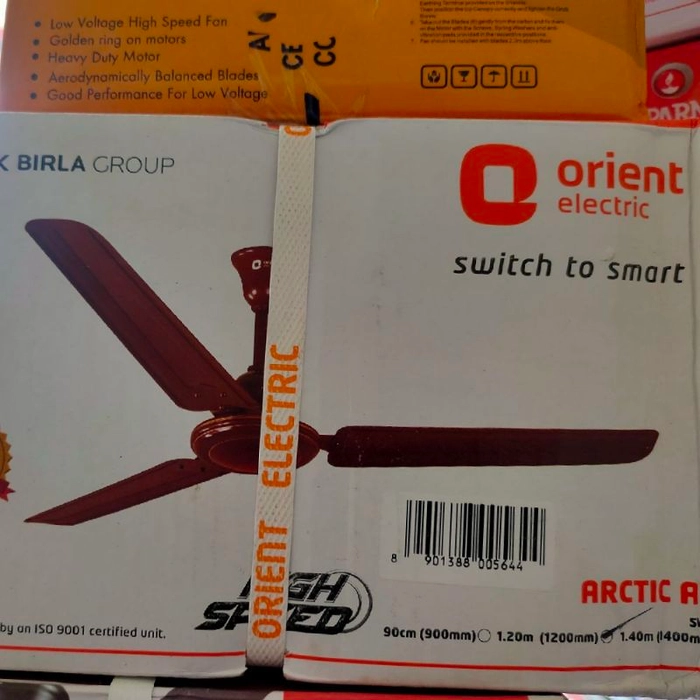 Low Voltage High Speed Fan
Golden ring on motors
Heavy Duty Motor
Aerodynamically Balanced Blades
Good Performance For Low Voltage
CE
CC
K BIRLA GROUP
orient
electric
switch to smart
ORIENT ELECTRIC
8 901388 005644
HIGH
SPEED
ARCTIC A
by an ISO 9001 certified unit.
90cm (900mm) 1.20m (1200mm) 1.40m (1400m